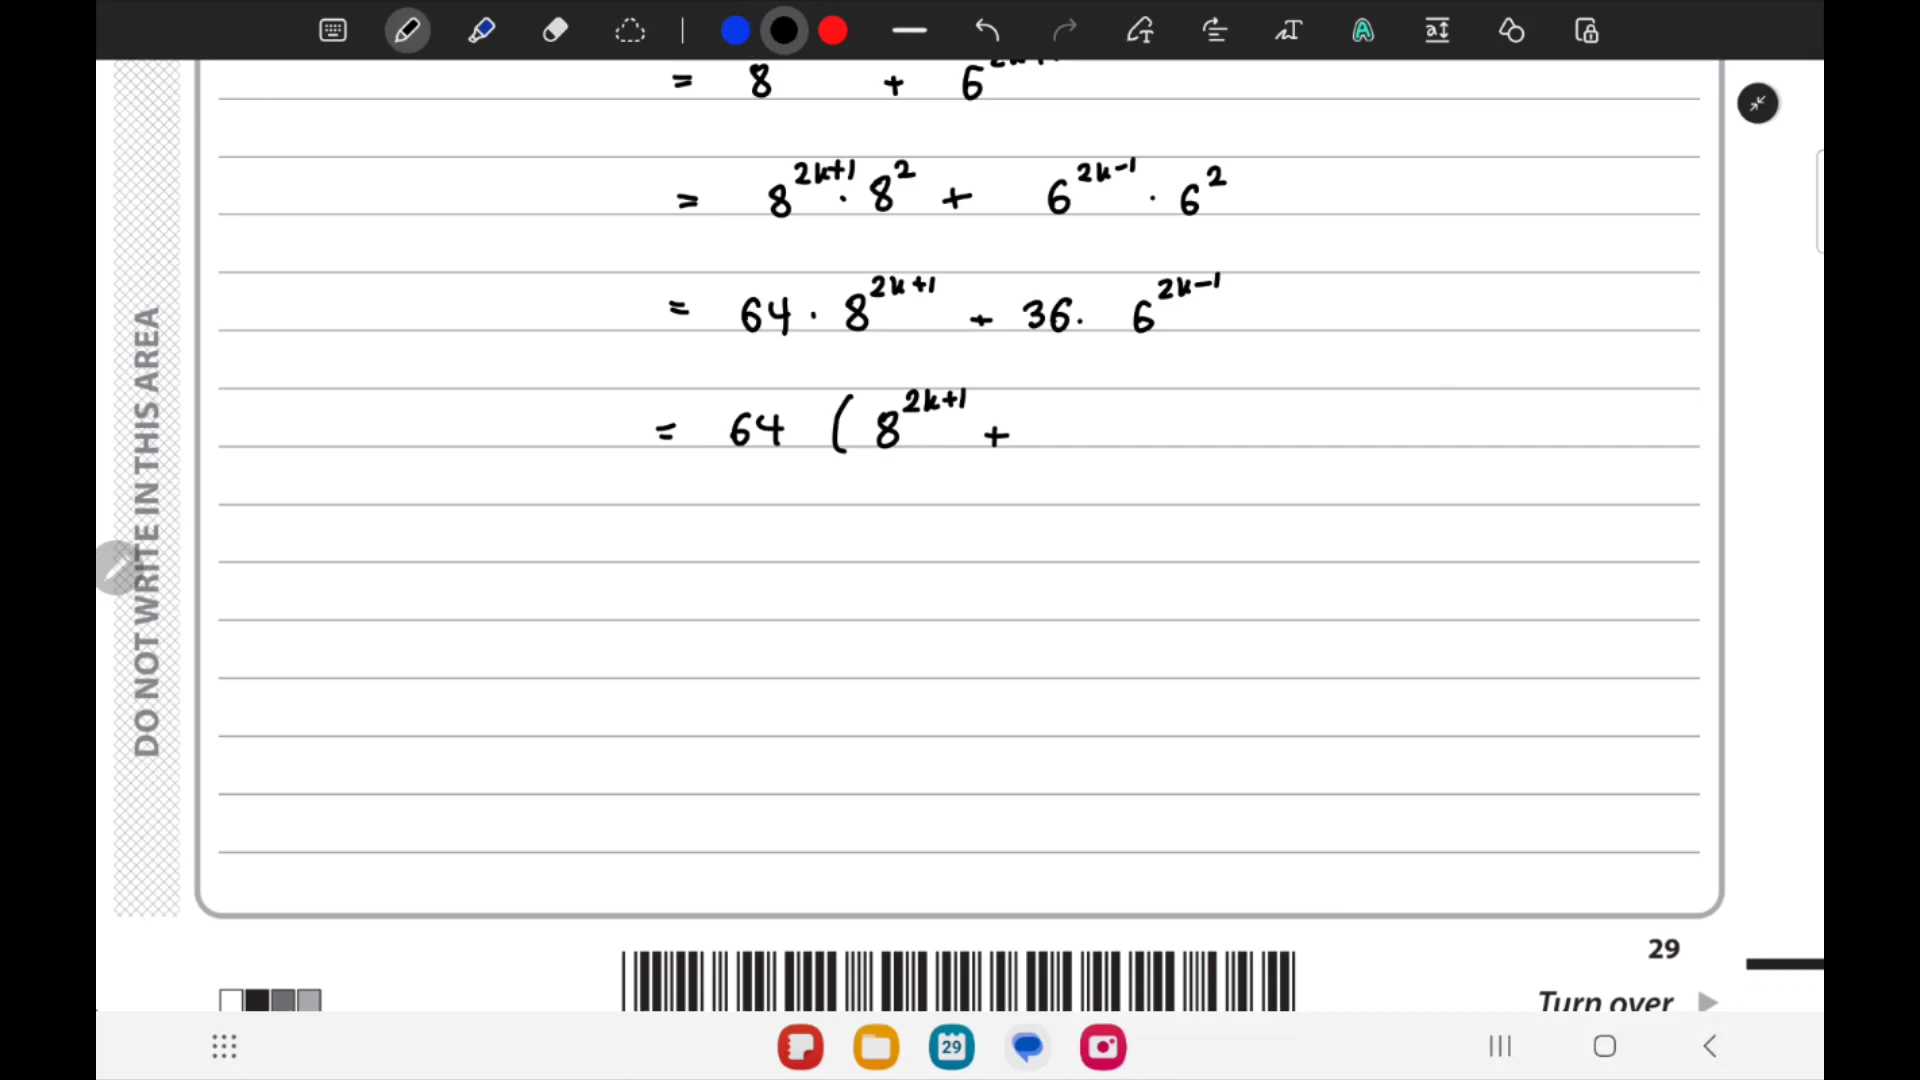 = 8 + 6
= 8^{2k+1} · 8^2 + 6^{2k-1} · 6^2
= 64 · 8^{2k+1} + 36 · 6^{2k-1}
= 64 ( 8^{2k+1} +
DO NOT WRITE IN THIS AREA
29
Turn over
29